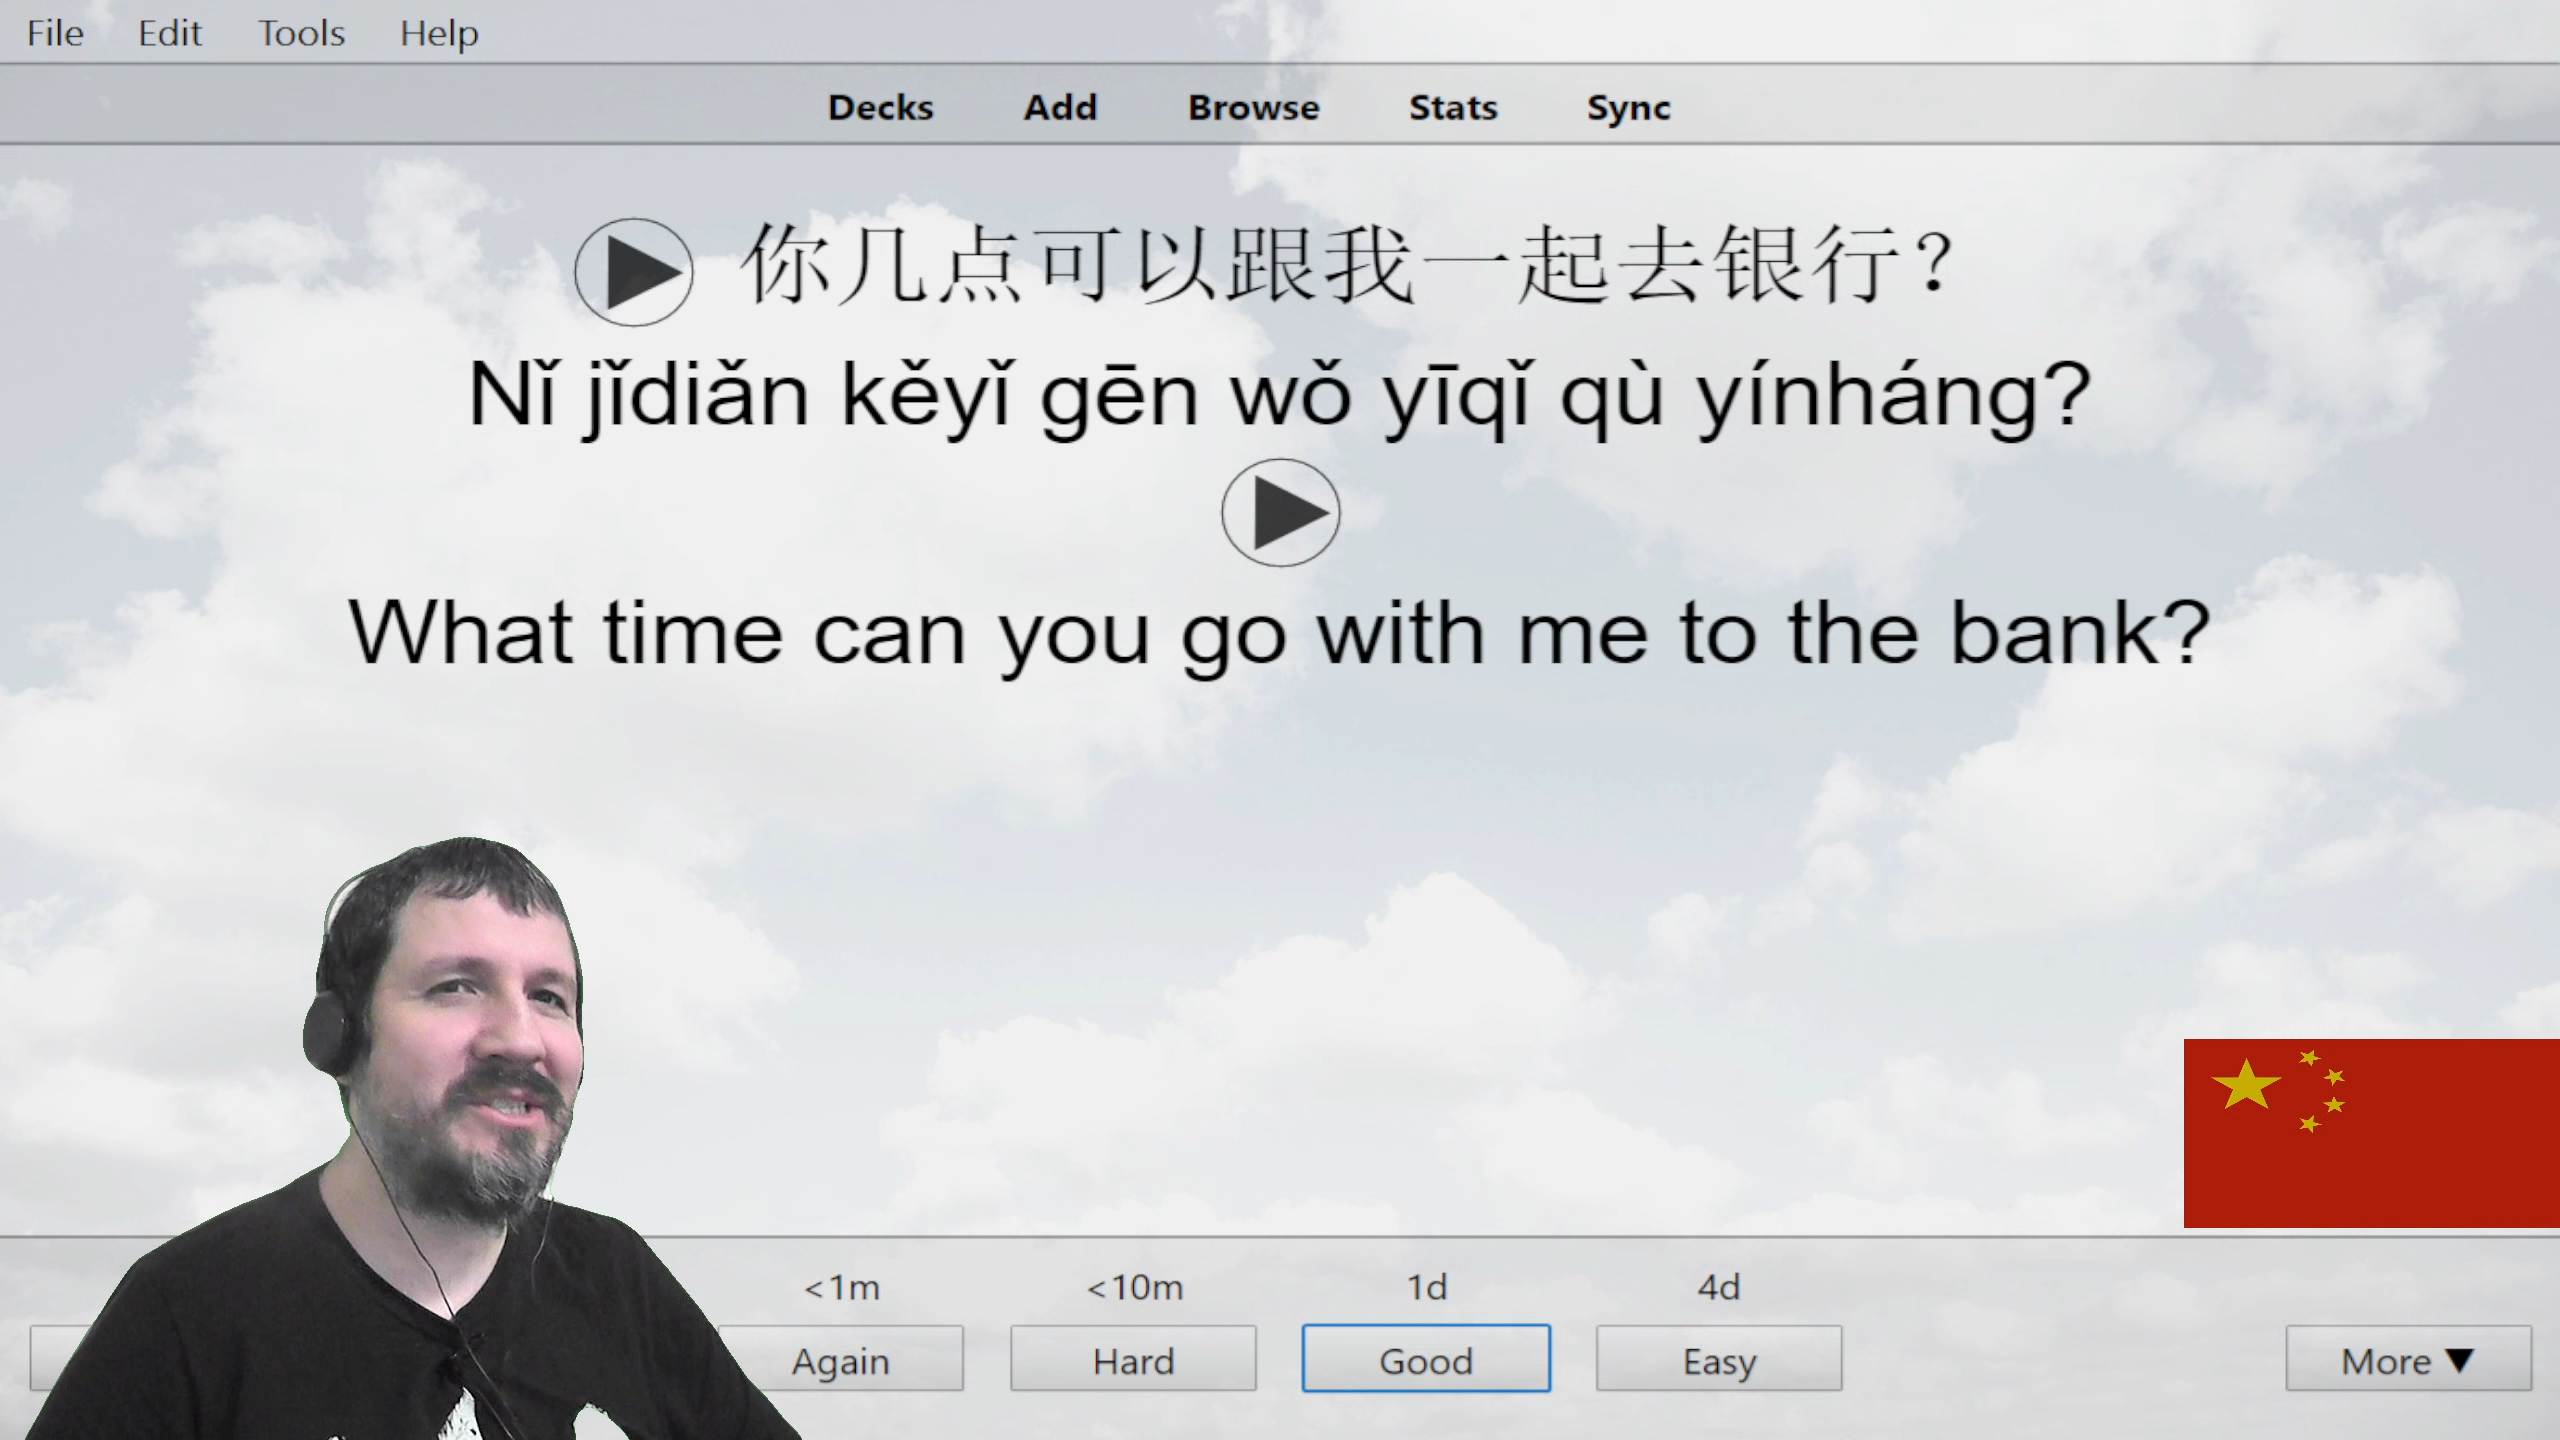 File Edit Tools Help
Decks Add Browse Stats Sync
你几点可以跟我一起去银行？
Nǐ jǐdiǎn kěyǐ gēn wǒ yīqǐ qù yínháng?
What time can you go with me to the bank?
<1m <10m 1d 4d
Again Hard Good Easy More ▼